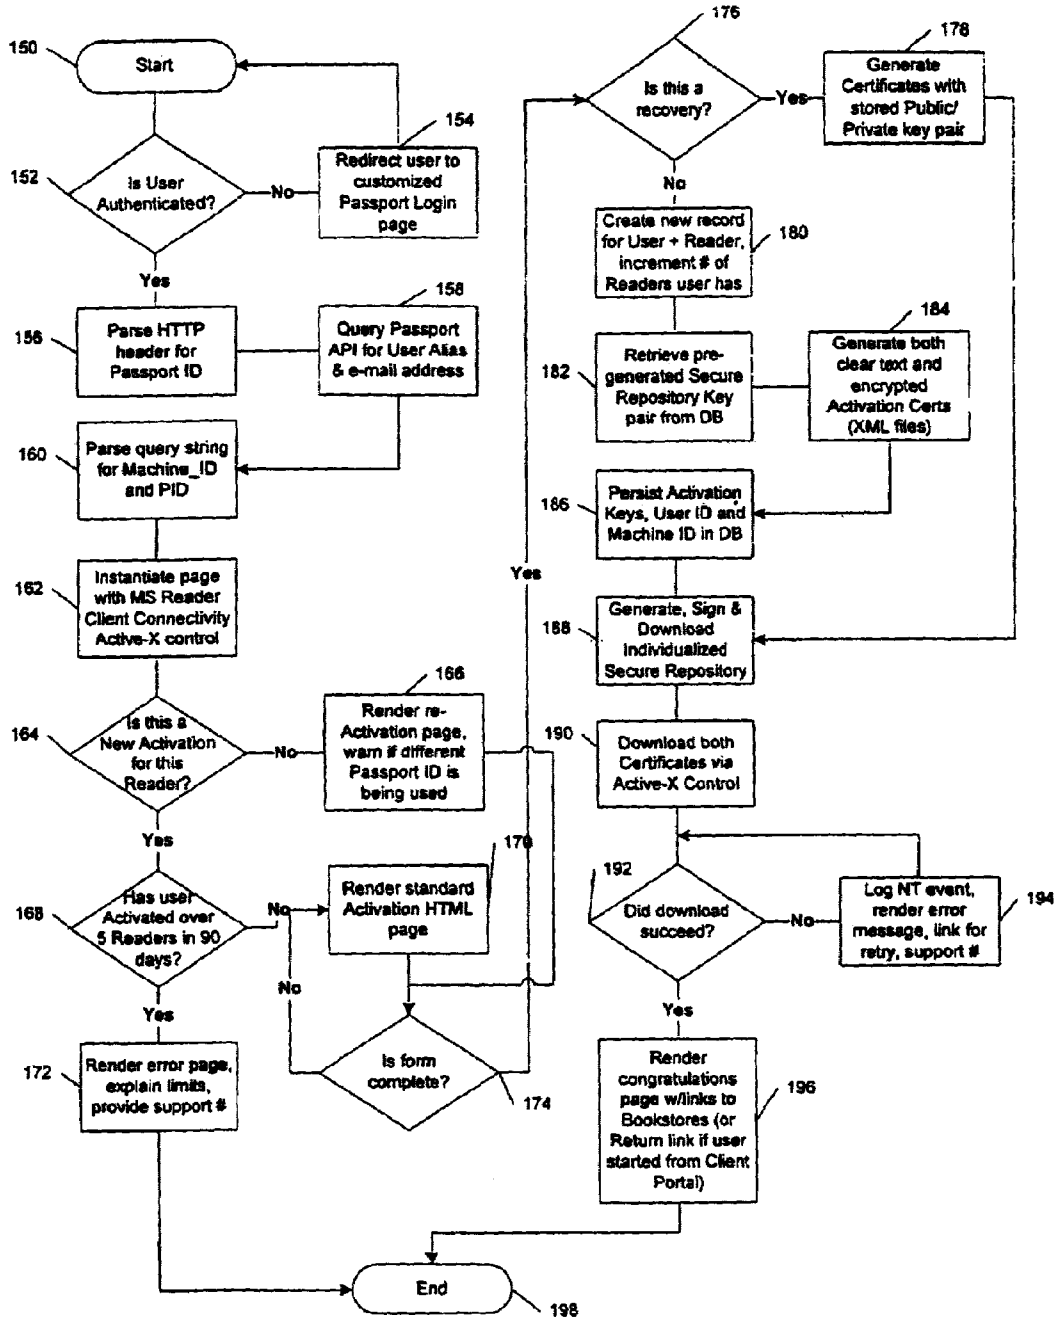 150
Start
152
Is User
Authenticated?
No
154
Redirect user to
customized
Passport Login
page
Yes
156
Parse HTTP
header for
Passport ID
158
Query Passport
API for User Alias
& e-mail address
160
Parse query string
for Machine_ID
and PID
162
Instantiate page
with MS Reader
Client Connectivity
Active-X control
164
Is this a
New Activation
for this
Reader?
No
166
Render re-
Activation page,
warn if different
Passport ID is
being used
Yes
168
Has user
Activated over
5 Readers in 90
days?
No
170
Render standard
Activation HTML
page
No
Yes
172
Render error page,
explain limits,
provide support #
Is form
complete?
174
Yes
176
Is this a
recovery?
Yes
178
Generate
Certificates with
stored Public/
Private key pair
No
180
Create new record
for User + Reader,
increment # of
Readers user has
182
Retrieve pre-
generated Secure
Repository Key
pair from DB
184
Generate both
clear text and
encrypted
Activation Certs
(XML files)
186
Persist Activation
Keys, User ID and
Machine ID in DB
188
Generate, Sign &
Download
Individualized
Secure Repository
190
Download both
Certificates via
Active-X Control
192
Did download
succeed?
No
194
Log NT event,
render error
message, link for
retry, support #
Yes
196
Render
congratulations
page w/links to
Bookstores (or
Return link if user
started from Client
Portal)
End
198